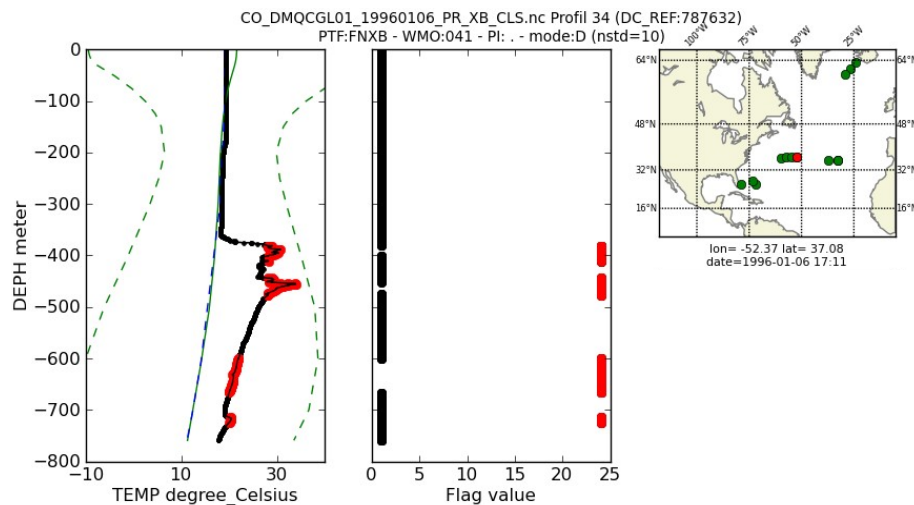 CO_DMQCGL01_19960106_PR_XB_CLS.nc Profil 34 (DC_REF:787632)
PTF:FNXB - WMO:041 - PI: . - mode:D (nstd=10)
0
−100
−200
−300
−400
−500
−600
−700
−800
DEPH meter
−10 10 30
TEMP degree_Celsius
0 5 10 15 20 25
Flag value
100°W 75°W 50°W 25°W
64°N 64°N
48°N 48°N
32°N 32°N
16°N 16°N
lon= -52.37 lat= 37.08
date=1996-01-06 17:11